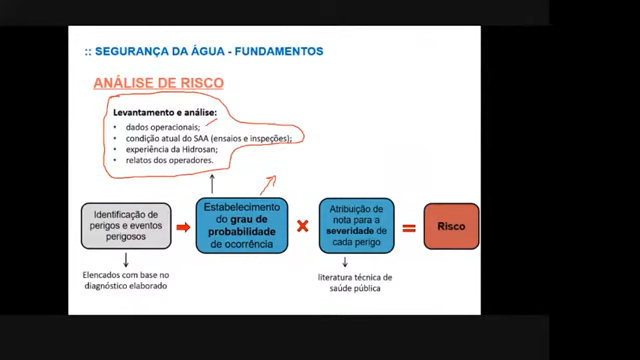 :: SEGURANÇA DA ÁGUA - FUNDAMENTOS
ANÁLISE DE RISCO
Levantamento e análise:
• dados operacionais;
• condição atual do SAA (ensaios e inspeções);
• experiência da Hidrosan;
• relatos dos operadores.
Identificação de
perigos e eventos
perigosos
Estabelecimento
do grau de
probabilidade
de ocorrência
×
Atribuição de
nota para a
severidade de
cada perigo
=
Risco
Elencados com base no
diagnóstico elaborado
literatura técnica de
saúde pública